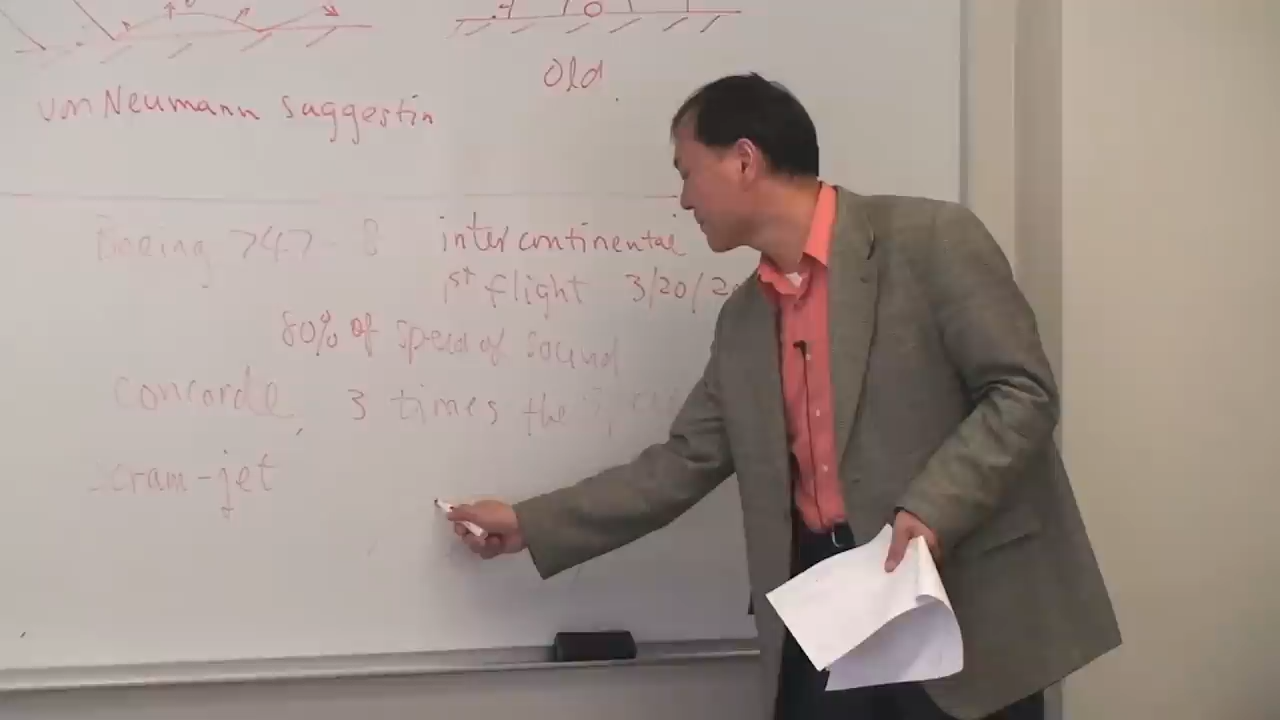 Old
von Neumann suggestin
Boeing 747-8 intercontinental
1st flight 3/20/20
80% of speed of sound
concorde, 3 times the
scram-jet